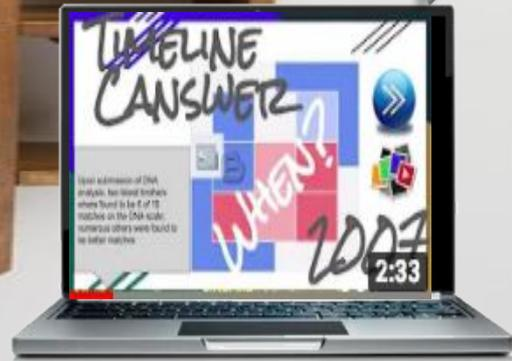 TIMELINE
CANSWER
Upon submission of DNA
analysis, two blood brothers
where found to be 6 of 15
matches on the DNA scale;
numerous others were found to
be better matches
WHEN?
2007
2:33